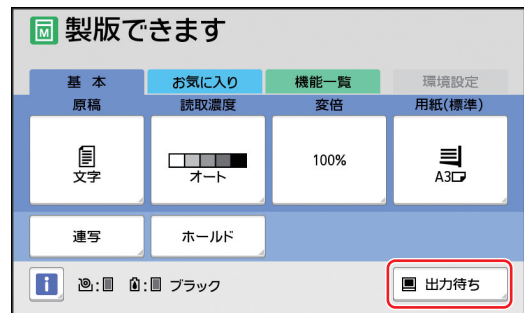 M 製版できます
基本 お気に入り 機能一覧 環境設定
原稿 読取濃度 変倍 用紙(標準)
文字 オート 100% A3
連写 ホールド
i : : ブラック 出力待ち